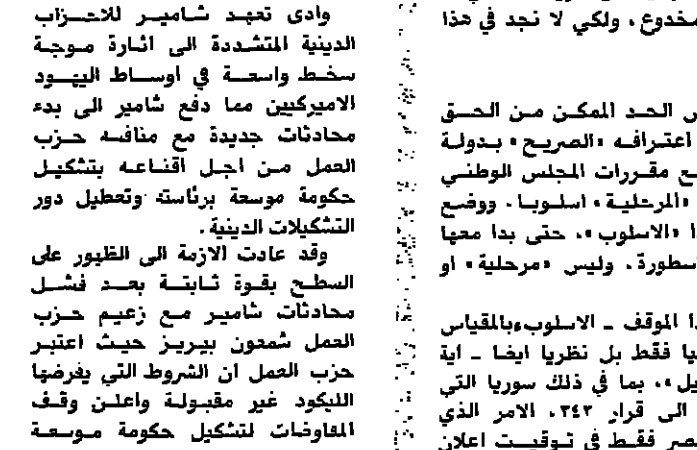 مخدوع، ولكي لا نجد في هذا
الحد الممكن من الحق
اعترافه «الصريح» بدولة
مقررات المجلس الوطني
«المرحلية» اسلوبا. ووضع
«الاسلوب»، حتى بدا معها
سطورة. وليس «مرحلية» او
الموقف ـ الاسلوب، بالمقياس
فقط بل نظريا ايضا ـ اية
بما في ذلك سوريا التي
الى قرار ٢٤٢، الامر الذي
فقط في توقيت اعلان
وادى تعهد شامير للاحزاب
الدينية المتشددة الى اثارة موجة
سخط واسعة في اوساط اليهود
الاميركيين مما دفع شامير الى بدء
محادثات جديدة مع منافسه حزب
العمل من اجل اقناعه بتشكيل
حكومة موسعة برئاسته وتعطيل دور
التشكيلات الدينية.
وقد عادت الازمة الى الظهور على
السطح بقوة ثابتة بعد فشل
محادثات شامير مع زعيم حزب
العمل شمعون بيريز حيث اعتبر
حزب العمل ان الشروط التي يفرضها
الليكود غير مقبولة واعلن وقف
المفاوضات لتشكيل حكومة موسعة